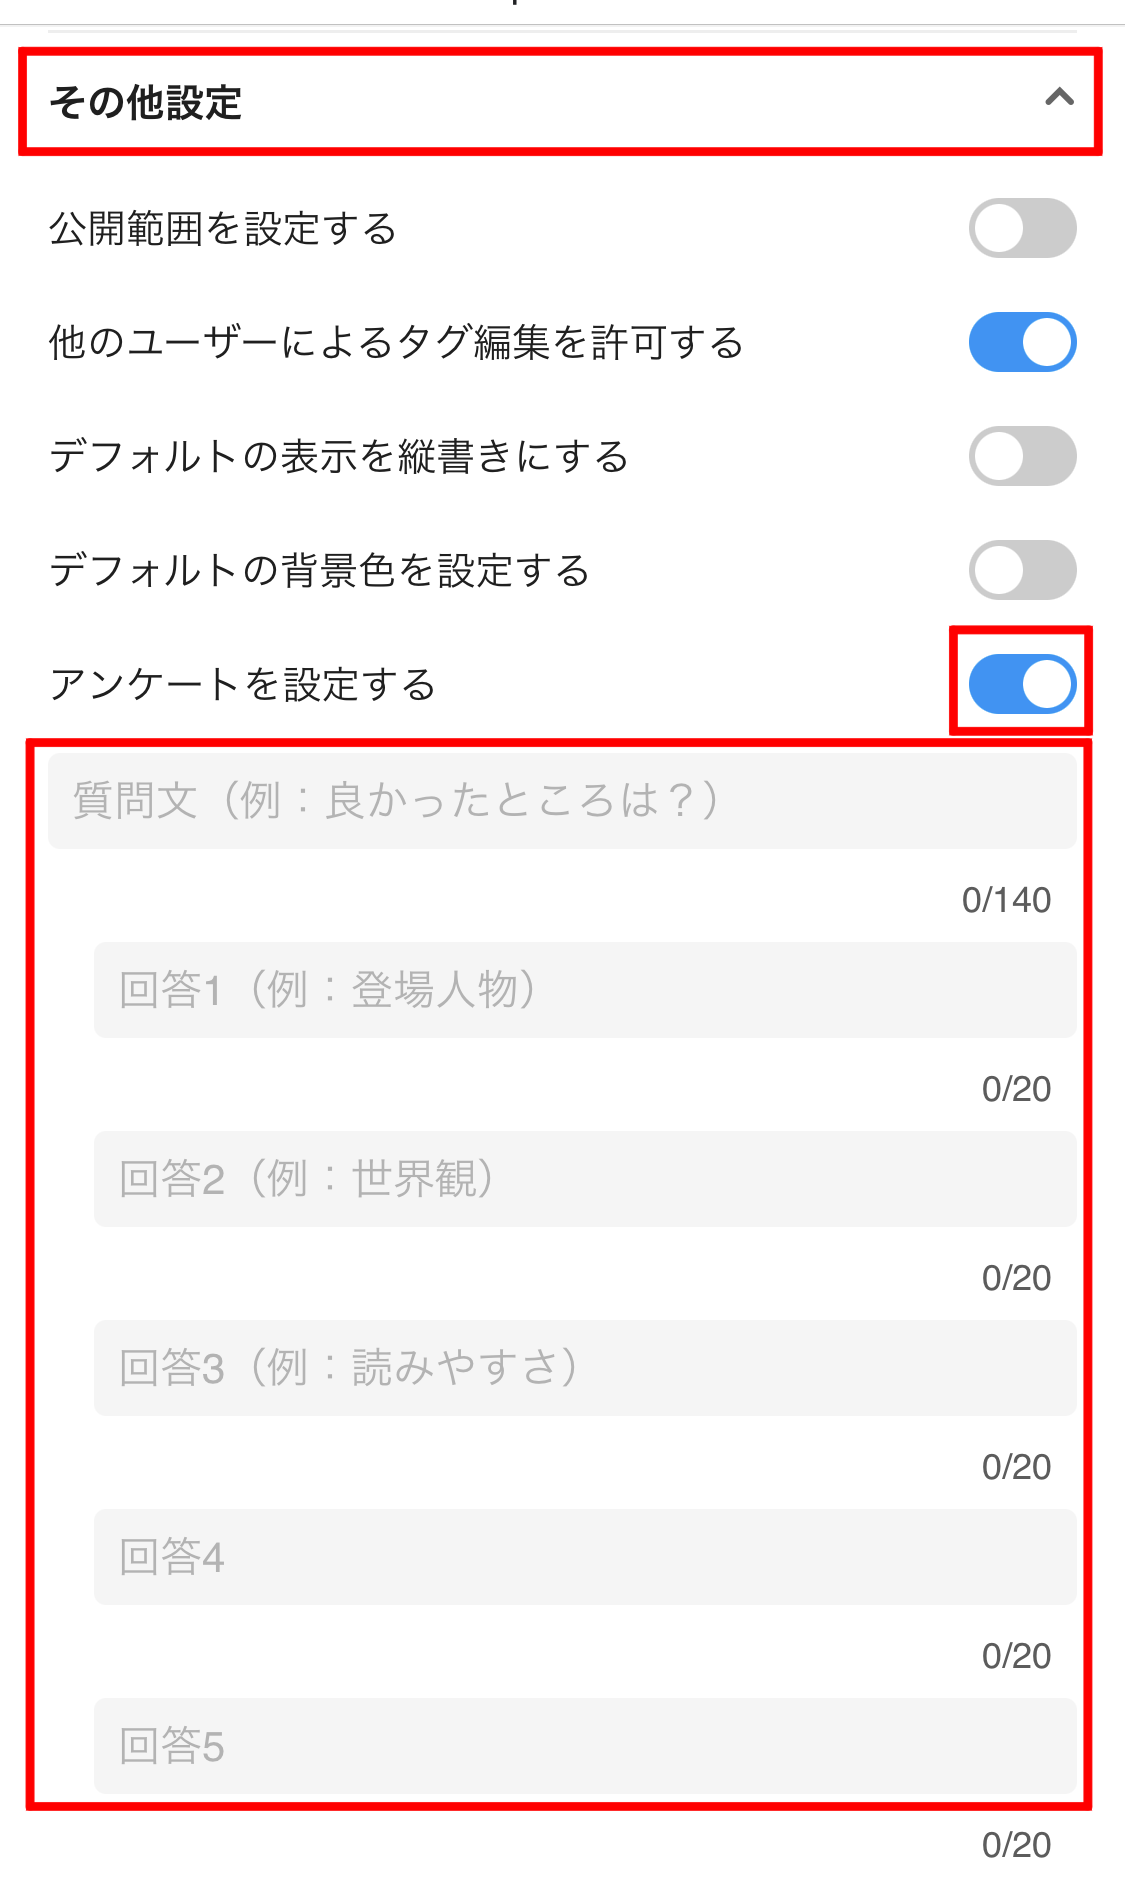 その他設定
公開範囲を設定する
他のユーザーによるタグ編集を許可する
デフォルトの表示を縦書きにする
デフォルトの背景色を設定する
アンケートを設定する
質問文（例：良かったところは？）
0/140
回答1（例：登場人物）
0/20
回答2（例：世界観）
0/20
回答3（例：読みやすさ）
0/20
回答4
0/20
回答5
0/20